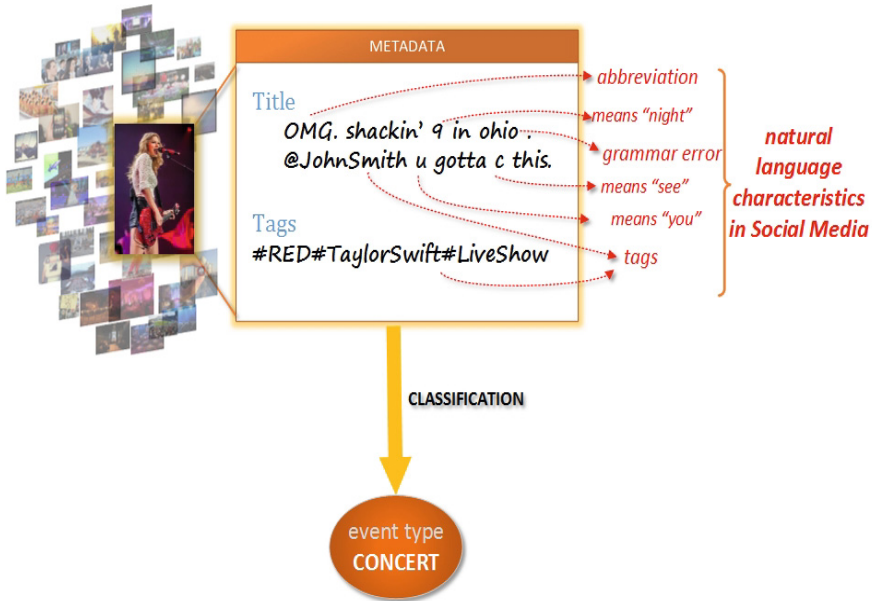 METADATA
Title
OMG. shackin' 9 in ohio .
@JohnSmith u gotta c this.
Tags
#RED#TaylorSwift#LiveShow
abbreviation
means “night”
grammar error
means “see”
means “you”
tags
natural
language
characteristics
in Social Media
CLASSIFICATION
event type
CONCERT